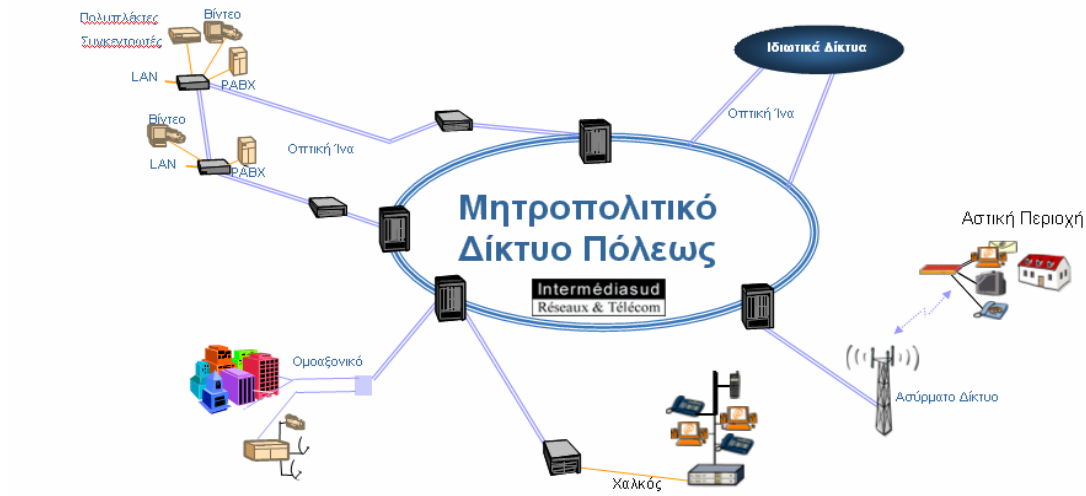 Πολυπλέκτες
Συγκεντρωτές
Βίντεο
LAN
PABX
Βίντεο
LAN
PABX
Οπτική Ίνα
Ιδιωτικά Δίκτυα
Οπτική Ίνα
Μητροπολιτικό
Δίκτυο Πόλεως
Intermédiasud
Réseaux & Télécom
Αστική Περιοχή
Ομοαξονικό
Ασύρματο Δίκτυο
Χαλκός